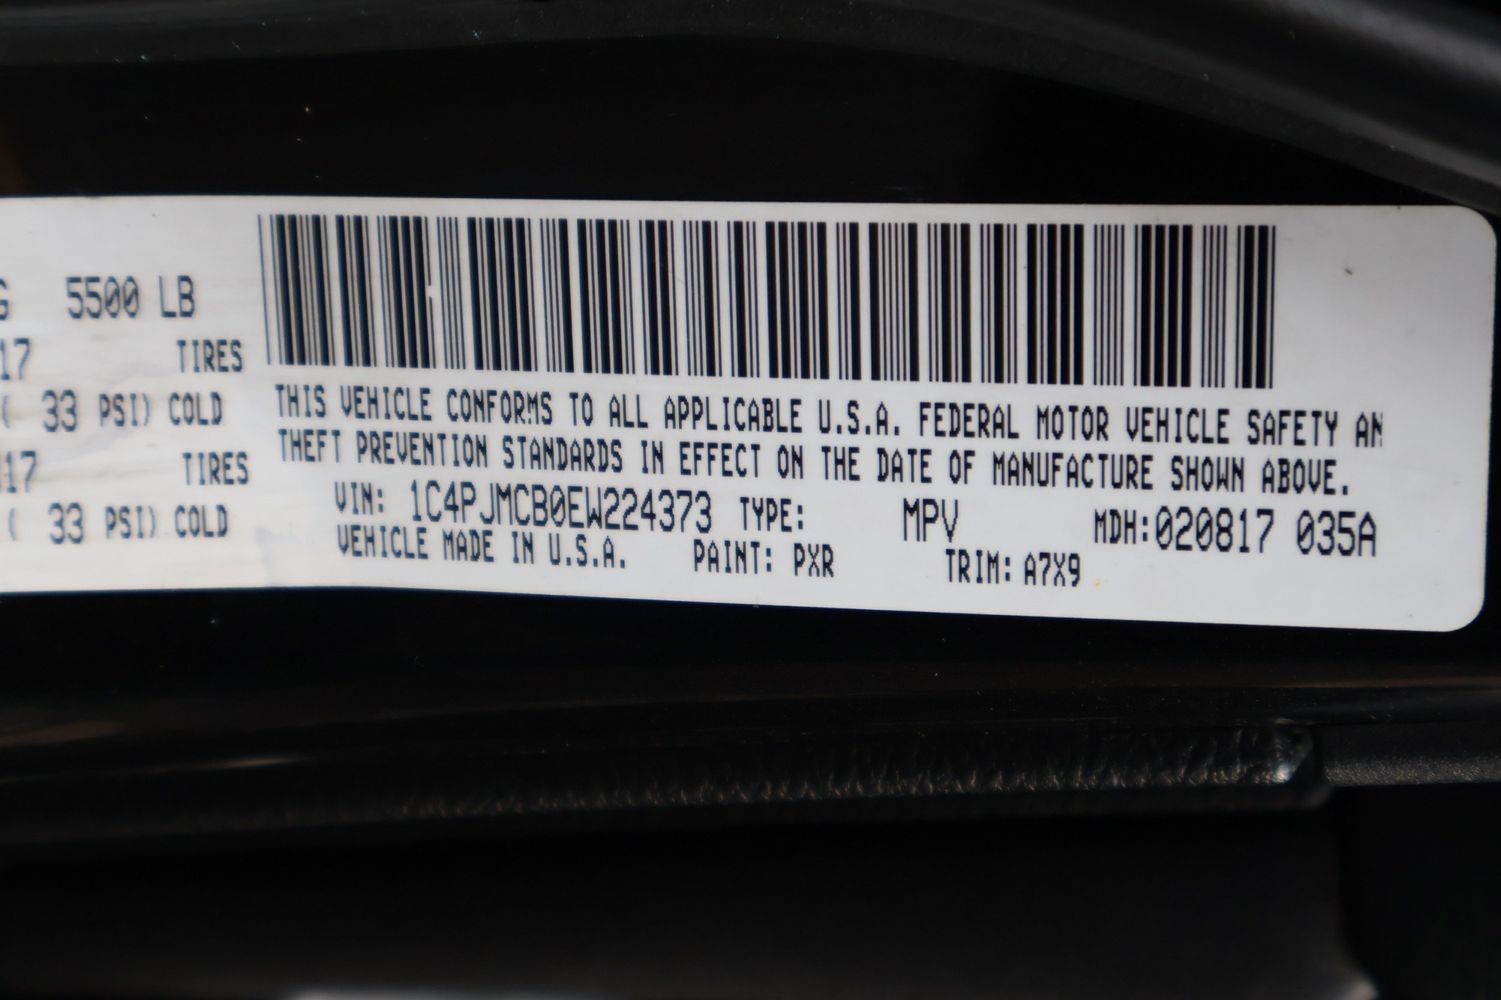 G 5500 LB
17 TIRES
( 33 PSI) COLD
17 TIRES
( 33 PSI) COLD
THIS VEHICLE CONFORMS TO ALL APPLICABLE U.S.A. FEDERAL MOTOR VEHICLE SAFETY AN
THEFT PREVENTION STANDARDS IN EFFECT ON THE DATE OF MANUFACTURE SHOWN ABOVE.
VIN: 1C4PJMCB0EW224373 TYPE: MPV MDH:020817 035A
VEHICLE MADE IN U.S.A. PAINT: PXR TRIM: A7X9